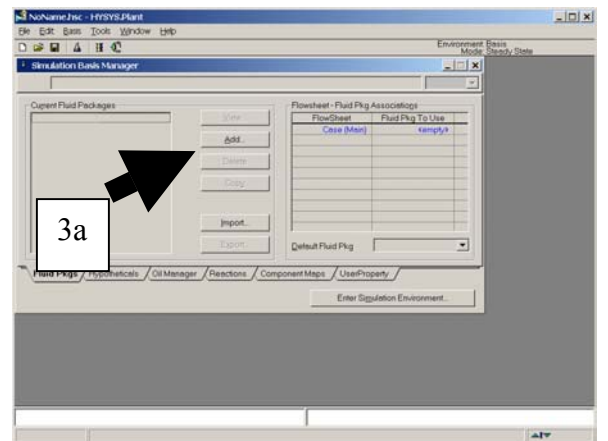 NoName.hsc - HYSYS.Plant
File Edit Basis Tools Window Help
Environment: Basis
Mode: Steady State
Simulation Basis Manager
Current Fluid Packages
View...
Add...
Delete
Copy
Import...
Export...
Flowsheet - Fluid Pkg Associations
FlowSheet Fluid Pkg To Use
Case (Main) <empty>
Default Fluid Pkg
3a
Fluid Pkgs Hypotheticals Oil Manager Reactions Component Maps UserProperty
Enter Simulation Environment...